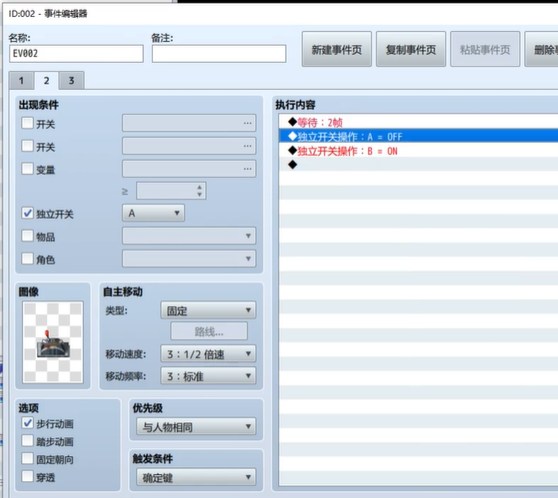 ID:002 - 事件编辑器
名称:
备注:
EV002
新建事件页
复制事件页
粘贴事件页
1
2
3
出现条件
开关
...
开关
...
变量
...
≥
独立开关
A
物品
角色
图像
自主移动
类型:
固定
路线...
移动速度:
3：1/2 倍速
移动频率:
3：标准
选项
步行动画
踏步动画
固定朝向
穿透
优先级
与人物相同
触发条件
确定键
执行内容
◆等待：2帧
◆独立开关操作：A = OFF
◆独立开关操作：B = ON
◆